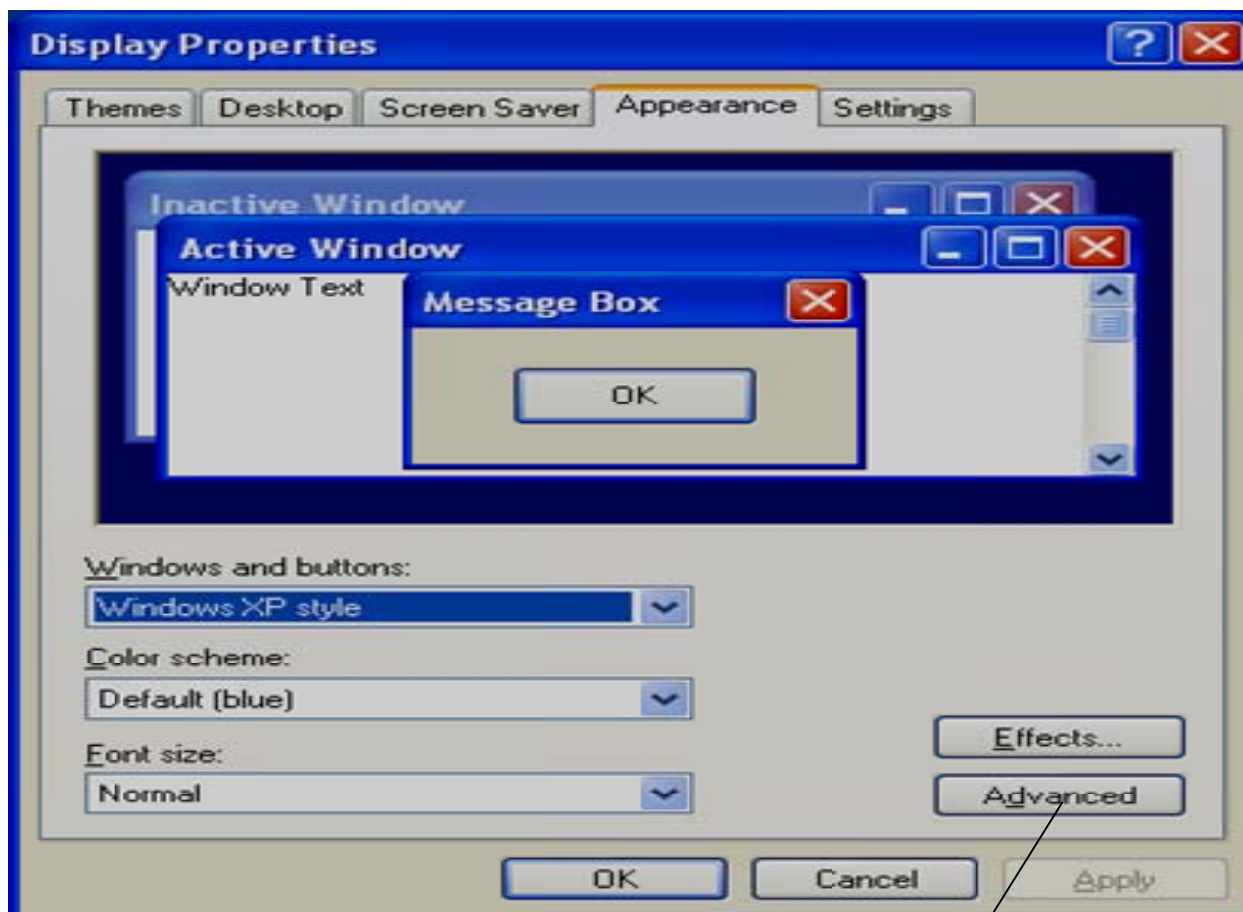 Display Properties
Themes Desktop Screen Saver Appearance Settings
Inactive Window
Active Window
Window Text
Message Box
OK
Windows and buttons:
Windows XP style
Color scheme:
Default (blue)
Effects...
Font size:
Normal
Advanced
OK Cancel Apply